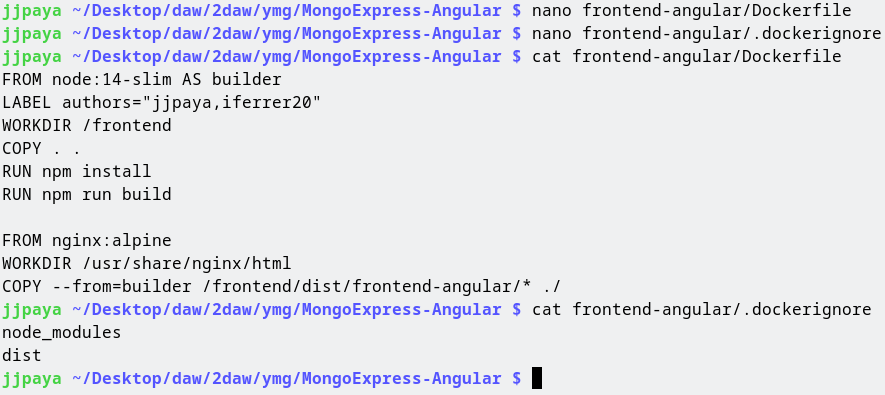 jjpaya ~/Desktop/daw/2daw/ymg/MongoExpress-Angular $ nano frontend-angular/Dockerfile
jjpaya ~/Desktop/daw/2daw/ymg/MongoExpress-Angular $ nano frontend-angular/.dockerignore
jjpaya ~/Desktop/daw/2daw/ymg/MongoExpress-Angular $ cat frontend-angular/Dockerfile
FROM node:14-slim AS builder
LABEL authors="jjpaya,iferrer20"
WORKDIR /frontend
COPY . .
RUN npm install
RUN npm run build

FROM nginx:alpine
WORKDIR /usr/share/nginx/html
COPY --from=builder /frontend/dist/frontend-angular/* ./
jjpaya ~/Desktop/daw/2daw/ymg/MongoExpress-Angular $ cat frontend-angular/.dockerignore
node_modules
dist
jjpaya ~/Desktop/daw/2daw/ymg/MongoExpress-Angular $